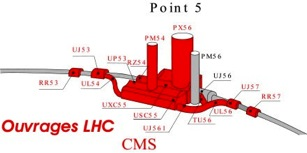 Point 5
PX56
PM54
UJ53
UP53
RZ54
PM56
RR53
UL54
UJ56
UJ57
RR57
UXC55
USC55
UJ561
TU56
UL56
Ouvrages LHC
CMS